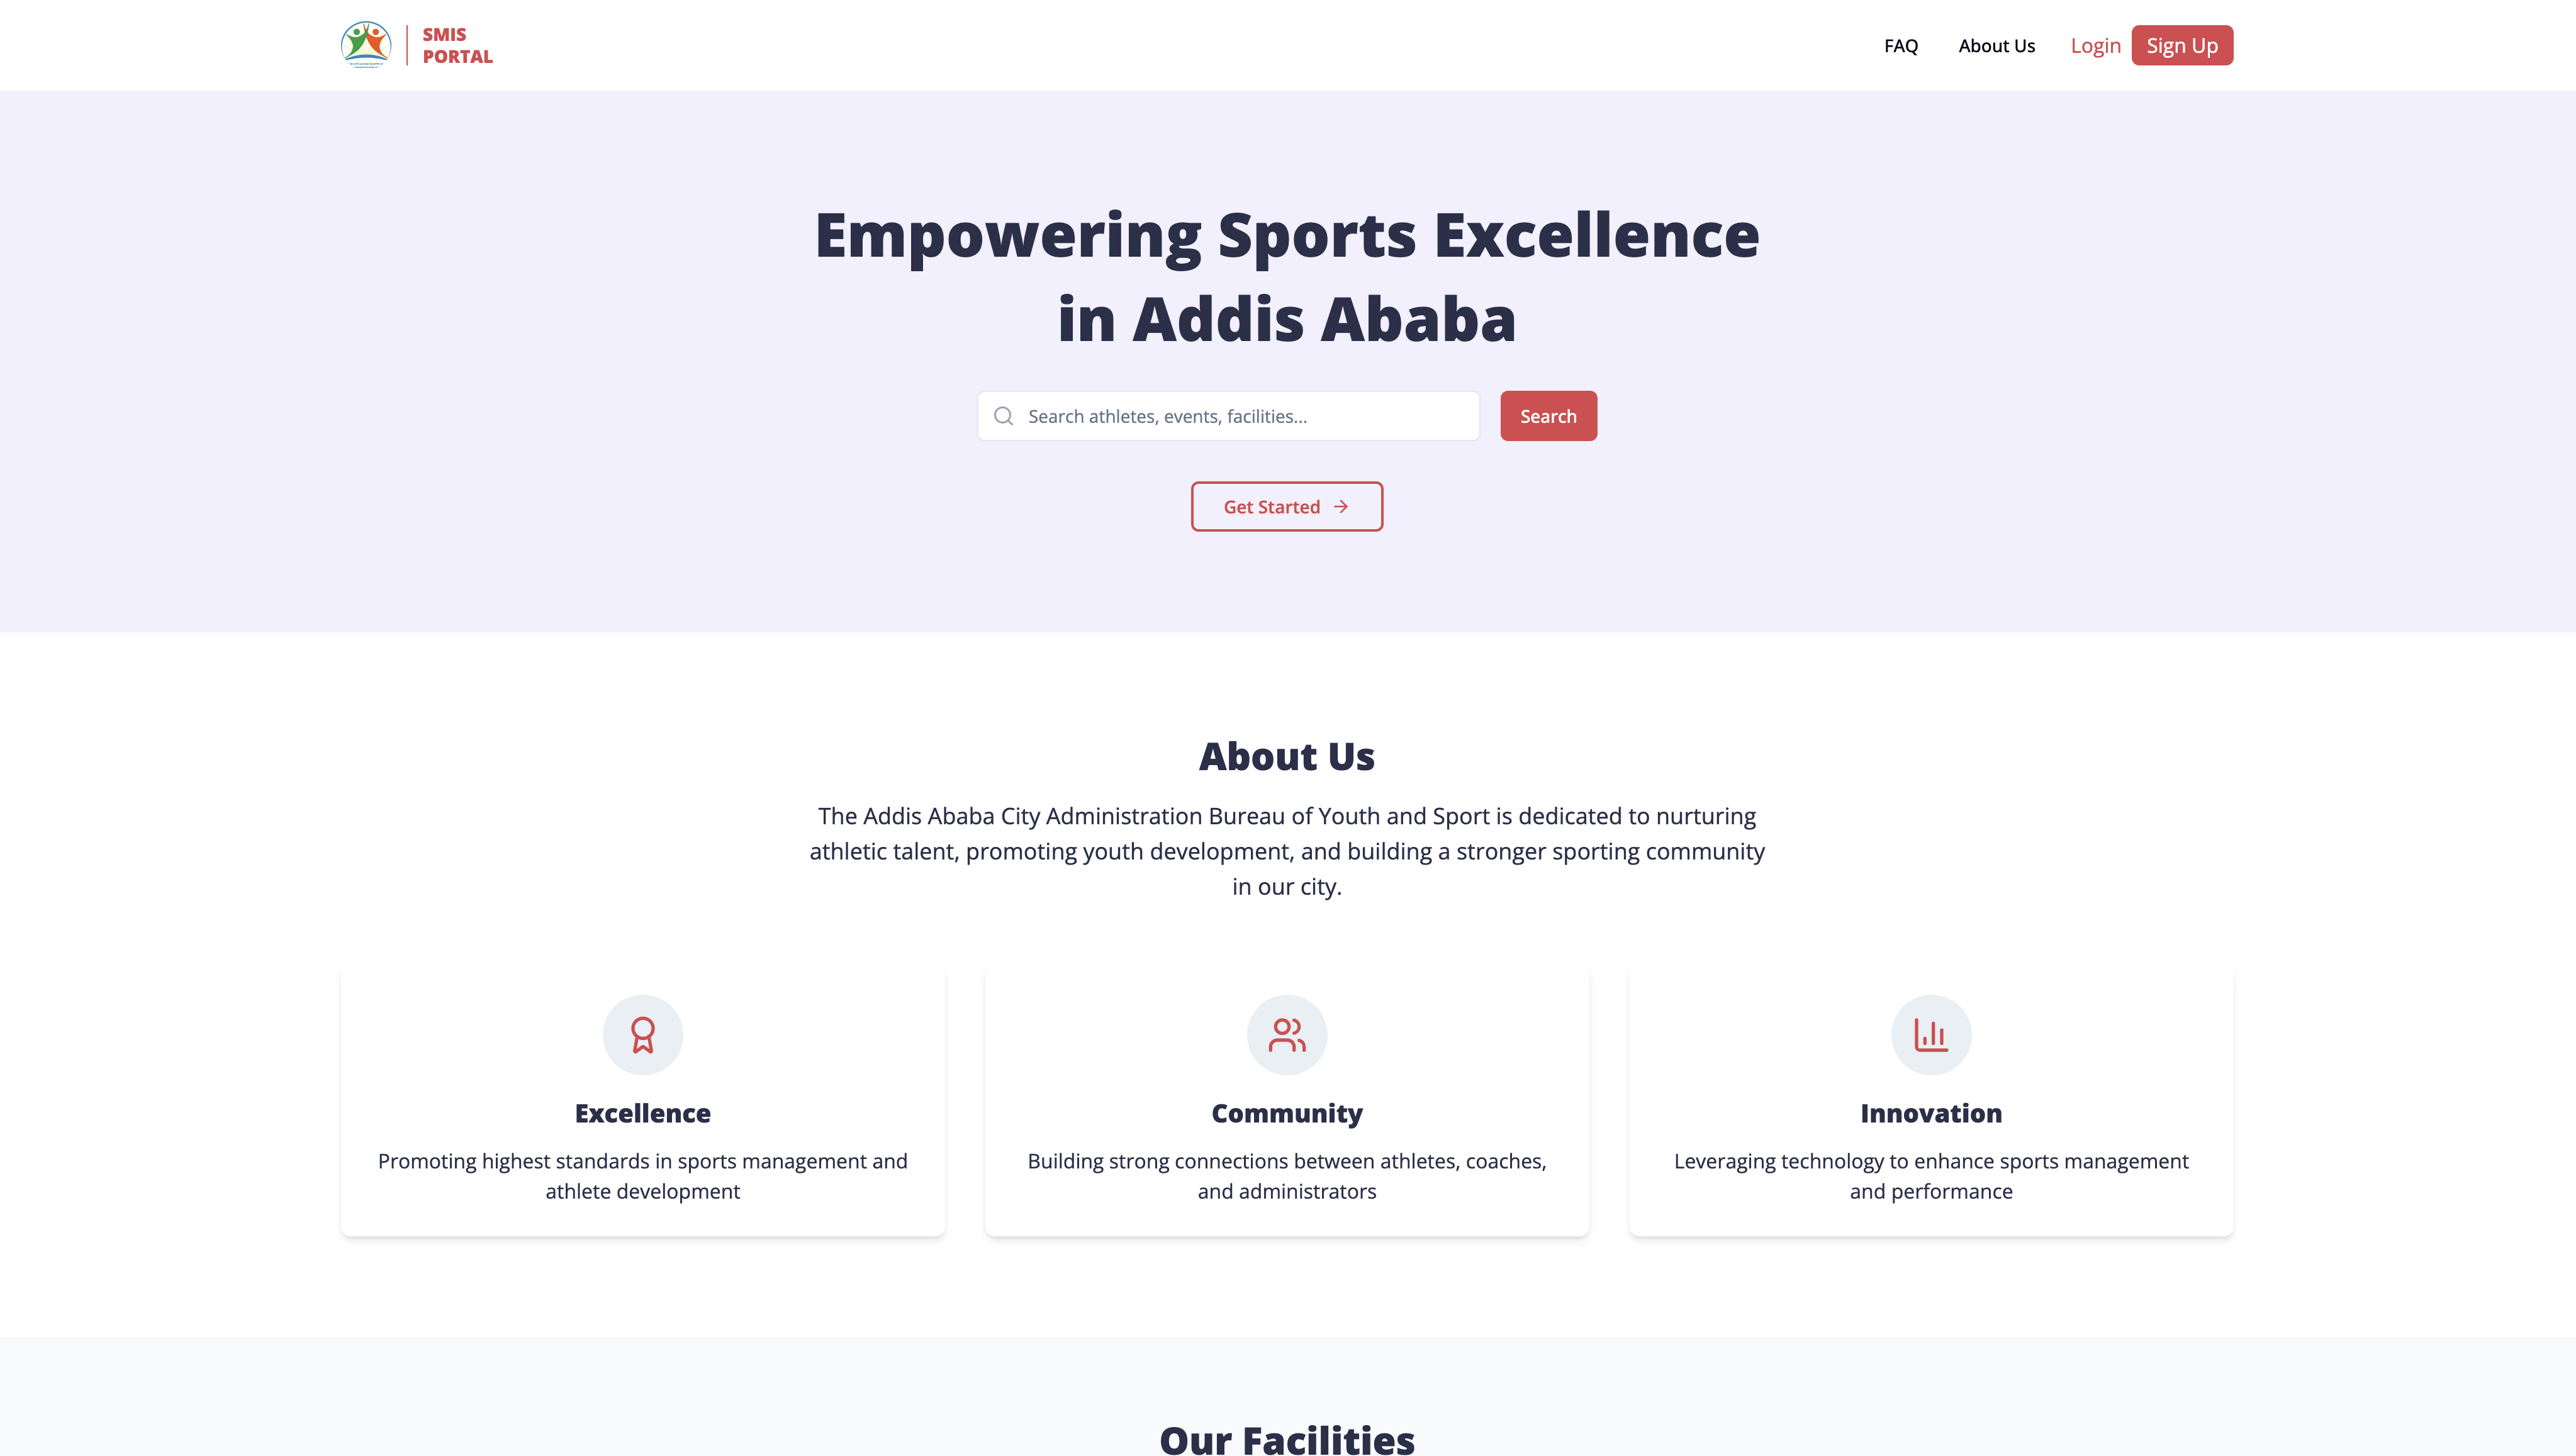 SMIS
PORTAL
FAQ
About Us
Login
Sign Up
Empowering Sports Excellence
in Addis Ababa
Search athletes, events, facilities...
Search
Get Started
About Us
The Addis Ababa City Administration Bureau of Youth and Sport is dedicated to nurturing
athletic talent, promoting youth development, and building a stronger sporting community
in our city.
Excellence
Promoting highest standards in sports management and
athlete development
Community
Building strong connections between athletes, coaches,
and administrators
Innovation
Leveraging technology to enhance sports management
and performance
Our Facilities